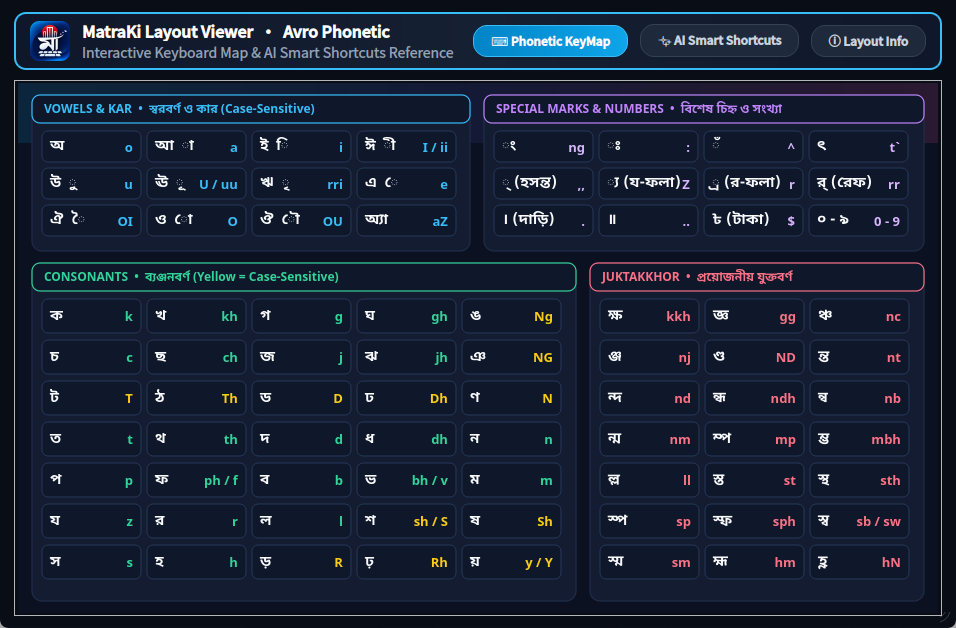 মা
MatraKi Layout Viewer • Avro Phonetic
Interactive Keyboard Map & AI Smart Shortcuts Reference
Phonetic KeyMap
AI Smart Shortcuts
Layout Info
VOWELS & KAR • স্বরবর্ণ ও কার (Case-Sensitive)
অ o
আ া a
ই ি i
ঈ ী I / ii
উ ু u
ঊ ূ U / uu
ঋ ৃ rri
এ ে e
ঐ ৈ OI
ও ো O
ঔ ৌ OU
অ্যা aZ
SPECIAL MARKS & NUMBERS • বিশেষ চিহ্ন ও সংখ্যা
ং ng
ঃ :
ঁ ^
ৎ t`
্ (হসন্ত) ,,
্য (য-ফলা) Z
্র (র-ফলা) r
র্ (রেফ) rr
। (দাড়ি) .
॥ ..
৳ (টাকা) $
০ - ৯ 0 - 9
CONSONANTS • ব্যঞ্জনবর্ণ (Yellow = Case-Sensitive)
ক k
খ kh
গ g
ঘ gh
ঙ Ng
চ c
ছ ch
জ j
ঝ jh
ঞ NG
ট T
ঠ Th
ড D
ঢ Dh
ণ N
ত t
থ th
দ d
ধ dh
ন n
প p
ফ ph / f
ব b
ভ bh / v
ম m
য z
র r
ল l
শ sh / S
ষ Sh
স s
হ h
ড় R
ঢ় Rh
য় y / Y
JUKTAKKHOR • প্রয়োজনীয় যুক্তবর্ণ
ক্ষ kkh
জ্ঞ gg
ঞ্চ nc
ঞ্জ nj
ণ্ড ND
ন্ত nt
ন্দ nd
ন্ধ ndh
ন্ব nb
ন্ম nm
ম্প mp
ম্ভ mbh
ল্ল ll
স্ত st
স্থ sth
স্প sp
স্ফ sph
স্ব sb / sw
স্ম sm
হ্ম hm
হ্ণ hN